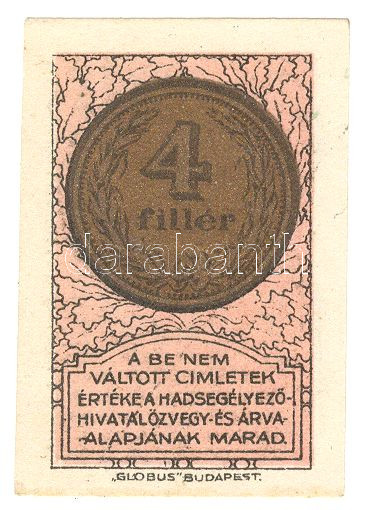 4
fillér
darabanth
A BE NEM
VÁLTOTT CIMLETEK
ÉRTÉKE A HADSEGÉLYEZŐ-
HIVATAL ÖZVEGY-ÉS ÁRVA-
ALAPJÁNAK MARAD.
„GLOBUS" BUDAPEST.